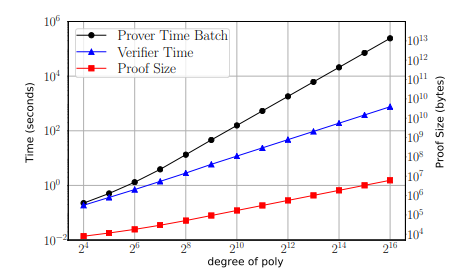 10^6
10^4
10^2
10^0
10^-2
Time (seconds)
Prover Time Batch
Verifier Time
Proof Size
10^13
10^12
10^11
10^10
10^10
10^9
10^8
10^7
10^6
10^5
10^4
Proof Size (bytes)
2^4 2^6 2^8 2^10 2^12 2^14 2^16
degree of poly